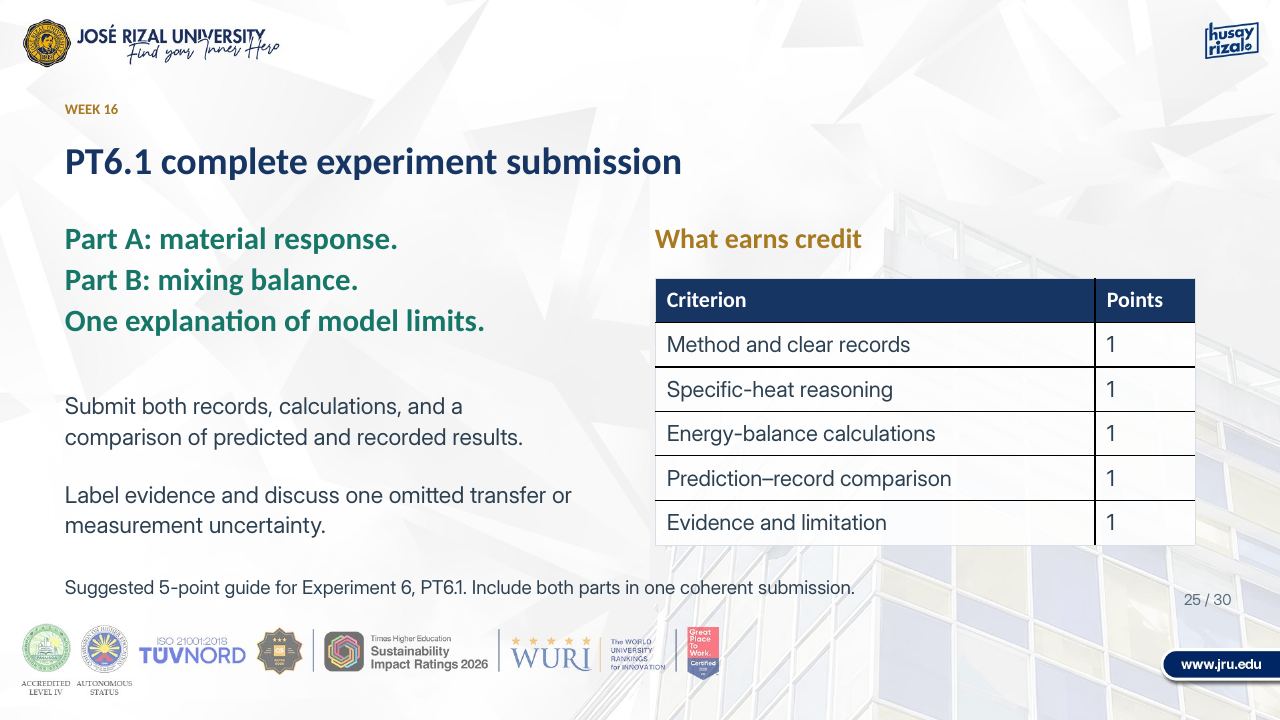 JOSÉ RIZAL UNIVERSITY
Find your Inner Hero
husay
rizal
WEEK 16
PT6.1 complete experiment submission
Part A: material response.
Part B: mixing balance.
One explanation of model limits.
Submit both records, calculations, and a
comparison of predicted and recorded results.
Label evidence and discuss one omitted transfer or
measurement uncertainty.
What earns credit
Criterion Points
Method and clear records 1
Specific-heat reasoning 1
Energy-balance calculations 1
Prediction–record comparison 1
Evidence and limitation 1
Suggested 5-point guide for Experiment 6, PT6.1. Include both parts in one coherent submission.
25 / 30
ACCREDITED
LEVEL IV
AUTONOMOUS
STATUS
ISO 21001:2018
TÜVNORD
Times Higher Education
Sustainability
Impact Ratings 2026
WURI
The WORLD
UNIVERSITY
RANKINGS
for INNOVATION
Great
Place
To
Work.
Certified
www.jru.edu